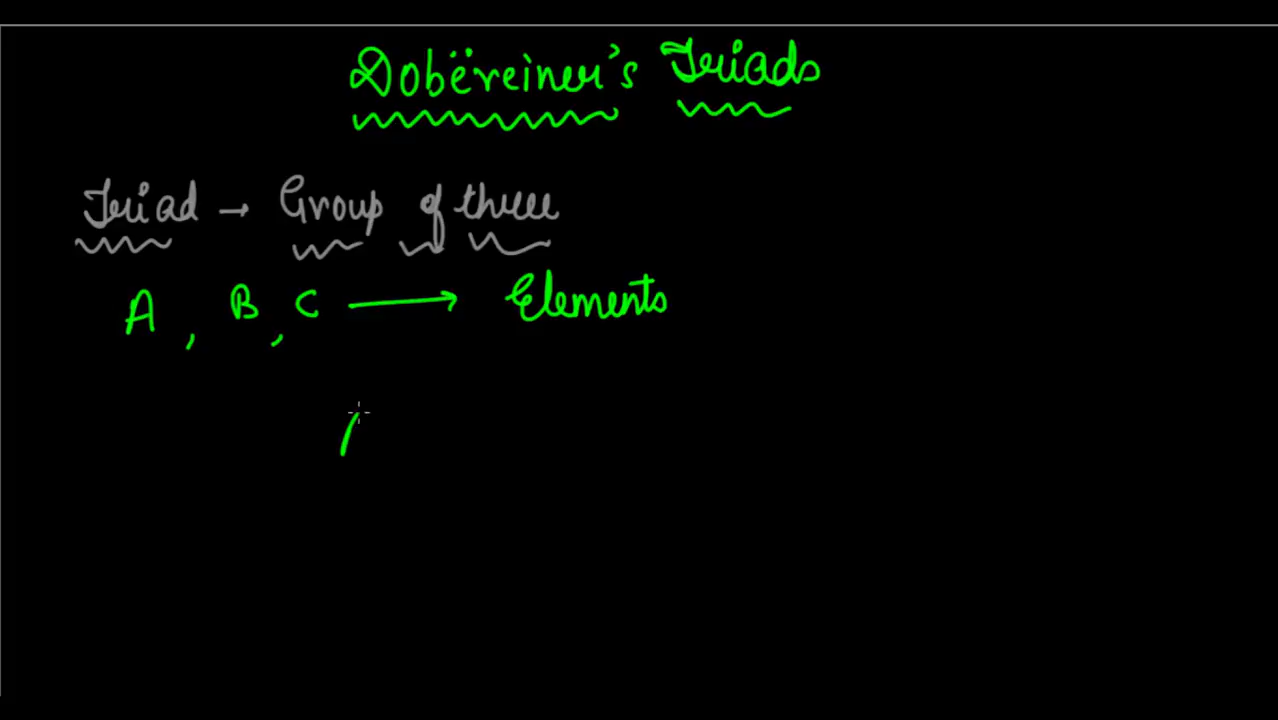 Dobëreiner's Triads
Triad → Group of three
A, B, C → Elements